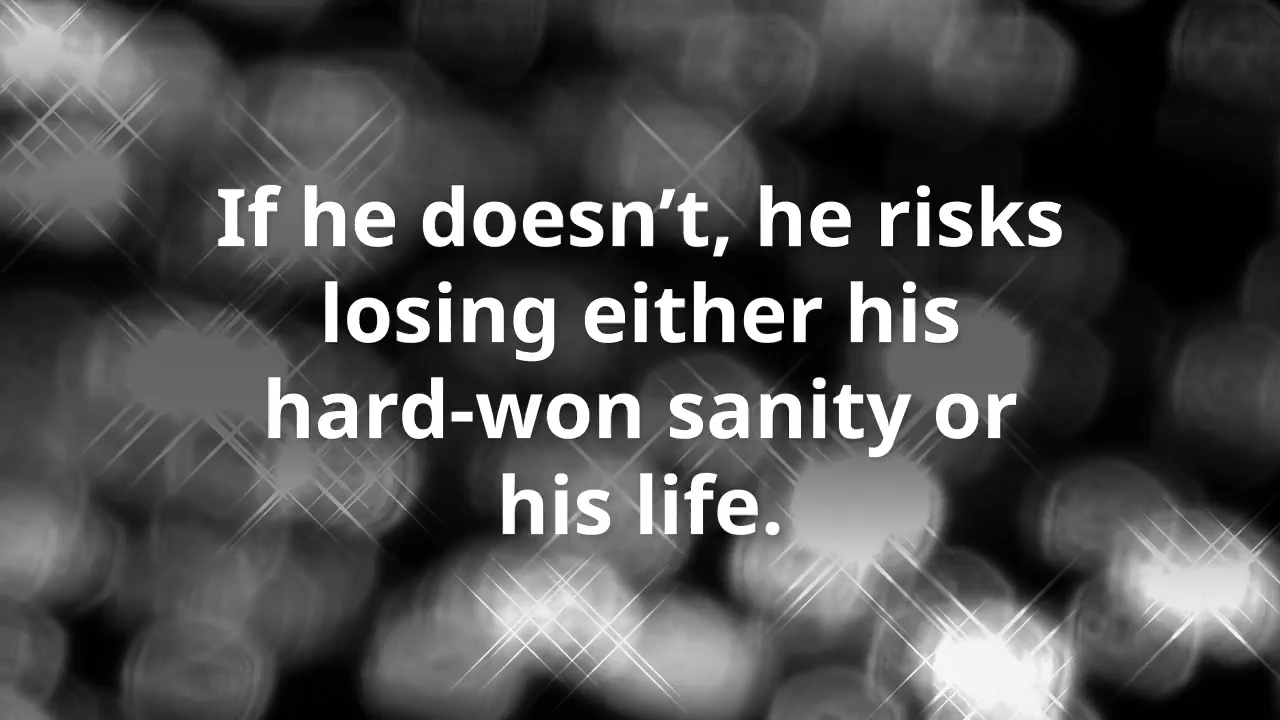 If he doesn’t, he risks
losing either his
hard-won sanity or
his life.